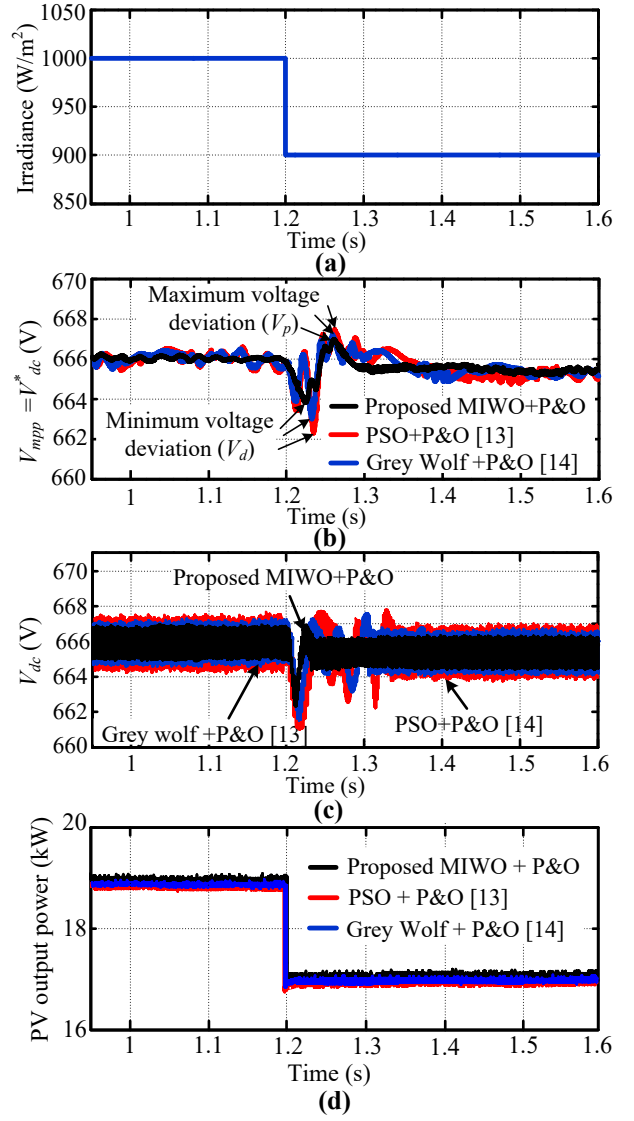 1050
1000
950
900
850
Irradiance (W/m²)
1
1.1
1.2
1.3
1.4
1.5
1.6
Time (s)
(a)
670
668
666
664
662
660
V_mpp = V*_dc (V)
Maximum voltage
deviation (V_p)
Minimum voltage
deviation (V_d)
Proposed MIWO+P&O
PSO+P&O [13]
Grey Wolf +P&O [14]
1
1.1
1.2
1.3
1.4
1.5
1.6
Time (s)
(b)
670
668
666
664
662
660
V_dc (V)
Proposed MIWO+P&O
Grey wolf +P&O [13]
PSO+P&O [14]
1
1.1
1.2
1.3
1.4
1.5
1.6
Time (s)
(c)
20
18
16
PV output power (kW)
Proposed MIWO + P&O
PSO + P&O [13]
Grey Wolf + P&O [14]
1
1.1
1.2
1.3
1.4
1.5
1.6
Time (s)
(d)